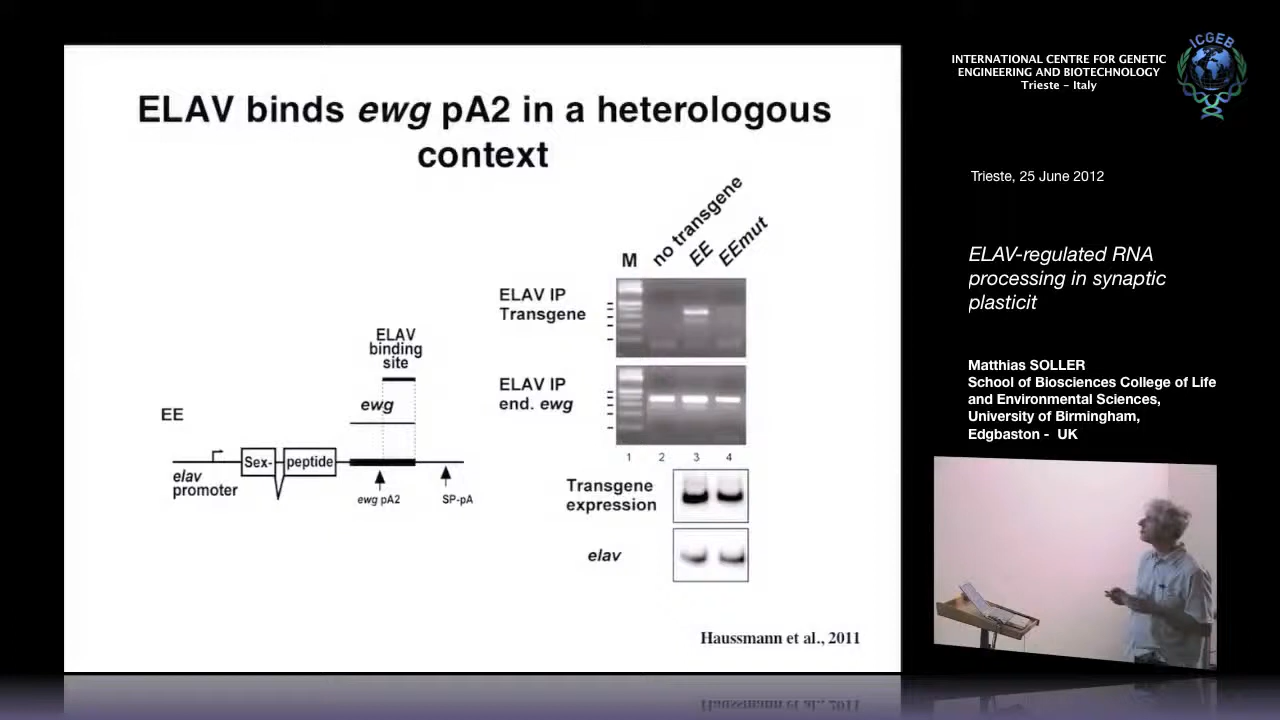 ELAV binds ewg pA2 in a heterologous
context
no transgene
EE
EEmut
M
ELAV IP
Transgene
ELAV IP
end. ewg
1 2 3 4
Transgene
expression
elav
ELAV
binding
site
ewg
EE
Sex-
peptide
elav
promoter
ewg pA2
SP-pA
Haussmann et al., 2011
ICGEB
INTERNATIONAL CENTRE FOR GENETIC
ENGINEERING AND BIOTECHNOLOGY
Trieste - Italy
Trieste, 25 June 2012
ELAV-regulated RNA
processing in synaptic
plasticit
Matthias SOLLER
School of Biosciences College of Life
and Environmental Sciences,
University of Birmingham,
Edgbaston - UK